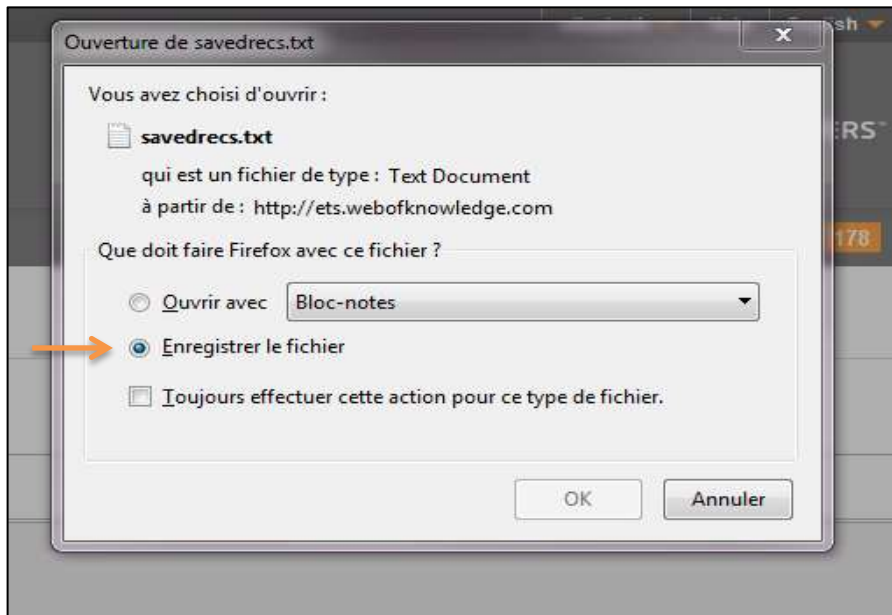 Ouverture de savedrecs.txt
Vous avez choisi d'ouvrir :
savedrecs.txt
qui est un fichier de type : Text Document
à partir de : http://ets.webofknowledge.com
Que doit faire Firefox avec ce fichier ?
Ouvrir avec Bloc-notes
Enregistrer le fichier
Toujours effectuer cette action pour ce type de fichier.
OK Annuler
178